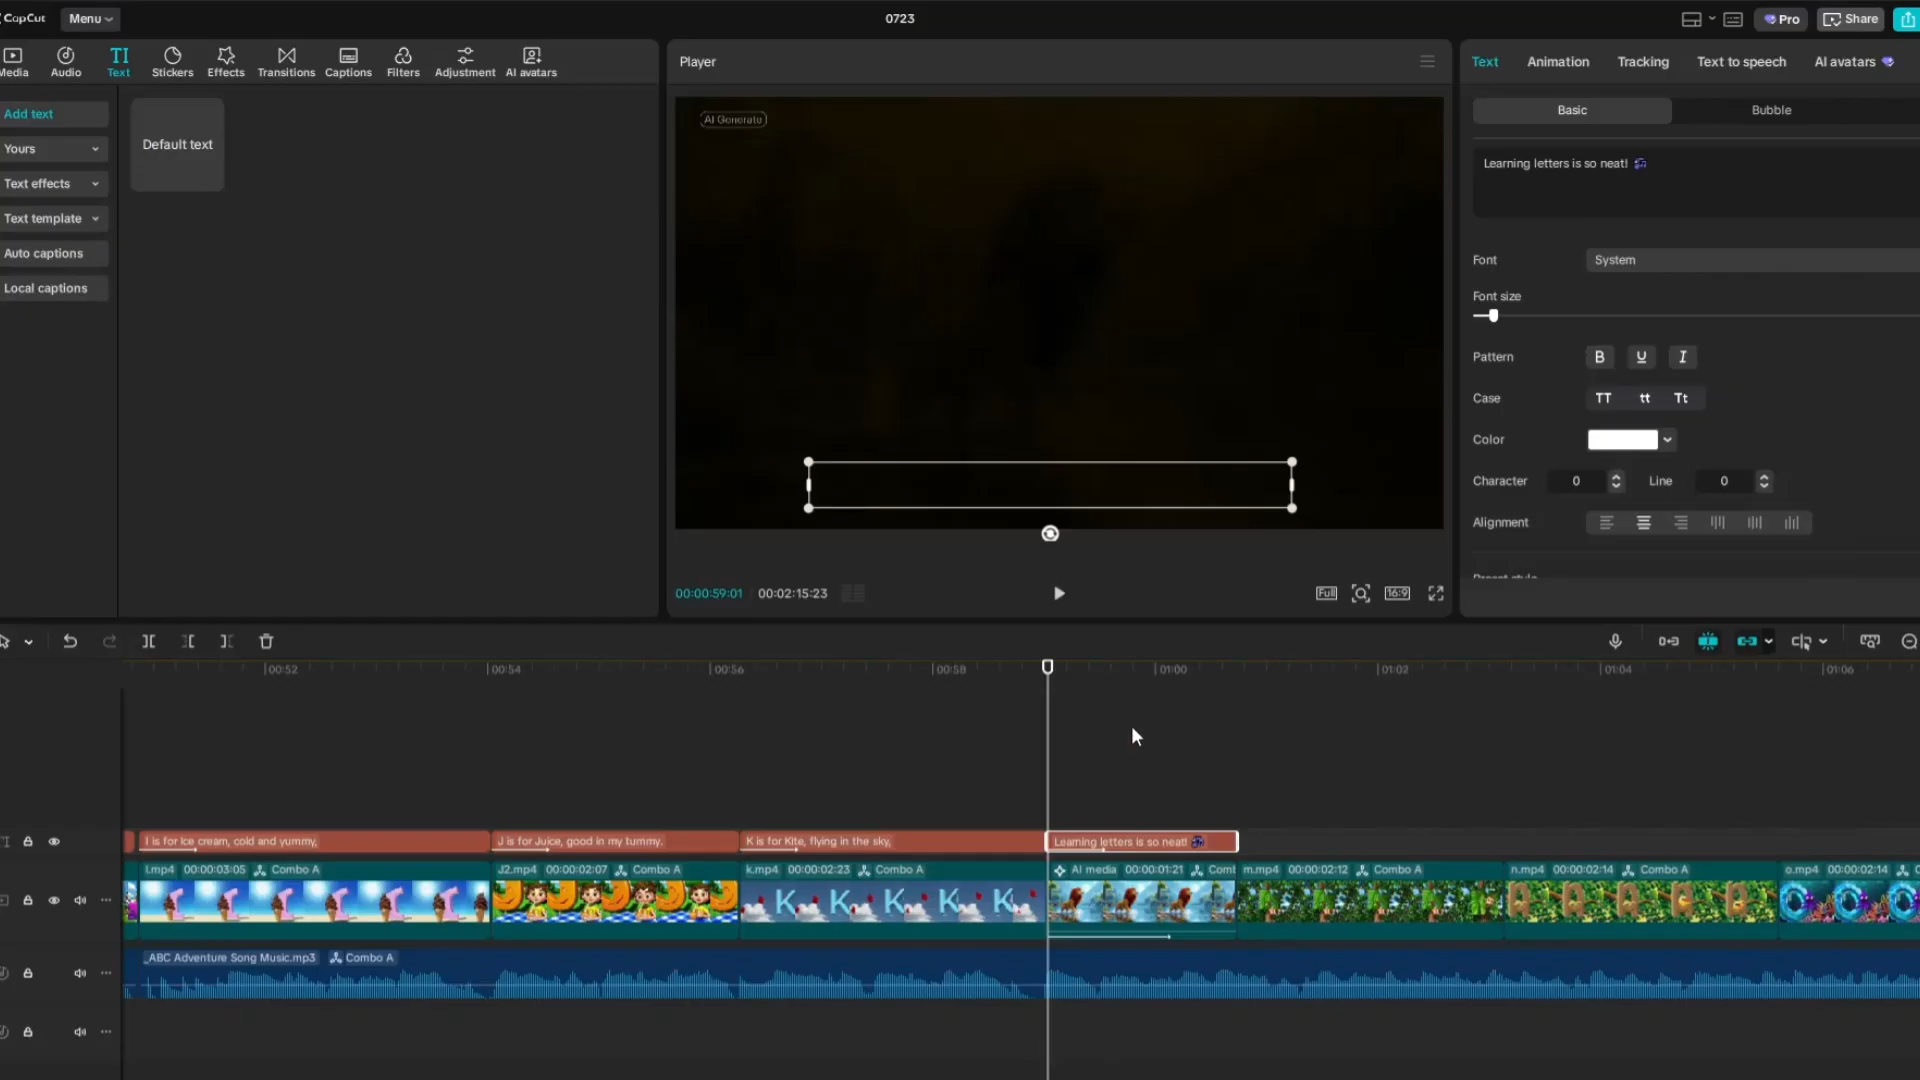 CapCut
Menu
0723
Pro
Share
Media
Audio
Text
Stickers
Effects
Transitions
Captions
Filters
Adjustment
AI avatars
Add text
Yours
Text effects
Text template
Auto captions
Local captions
Default text
Player
AI Generate
00:00:59:01
00:02:15:23
Full
16:9
Text
Animation
Tracking
Text to speech
AI avatars
Basic
Bubble
Learning letters is so neat!
Font
System
Font size
Pattern
B U I
Case
TT tt Tt
Color
Character
0
Line
0
Alignment
00:52
00:54
00:56
00:58
01:00
01:02
01:04
01:06
I is for Ice cream, cold and yummy,
J is for Juice, good in my tummy.
K is for Kite, flying in the sky,
Learning letters is so neat!
I.mp4 00:00:03:05 Combo A
J2.mp4 00:00:02:07 Combo A
k.mp4 00:00:02:23 Combo A
AI media 00:00:01:21 Com
m.mp4 00:00:02:12 Combo A
n.mp4 00:00:02:14 Combo A
o.mp4 00:00:02:14 C
_ABC Adventure Song Music.mp3 Combo A